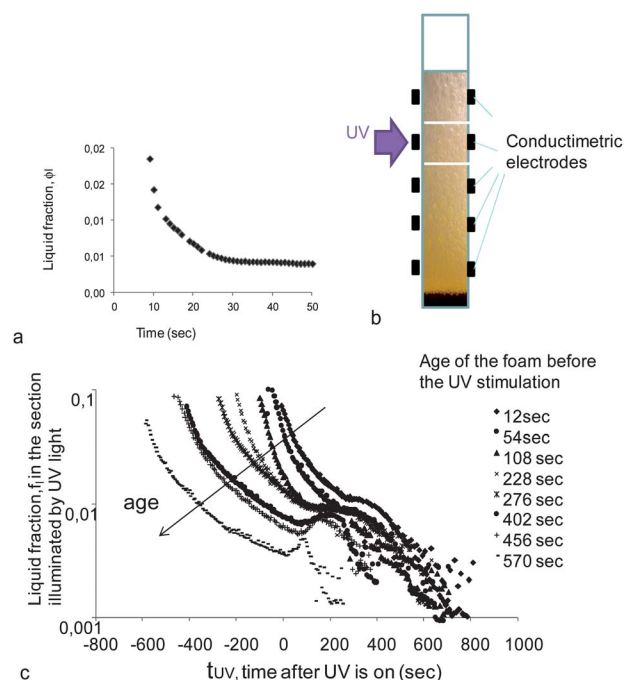 a
Liquid fraction, ϕl
0,02
0,02
0,01
0,01
0,00
0
10
20
30
40
50
Time (sec)
UV
Conductimetric
electrodes
b
Age of the foam before
the UV stimulation
12sec
54sec
108 sec
228 sec
276 sec
402 sec
456 sec
570 sec
Liquid fraction,fl in the section
illuminated by UV light
0,1
0,01
0,001
age
-800 -600 -400 -200 0 200 400 600 800 1000
tUV, time after UV is on (sec)
c